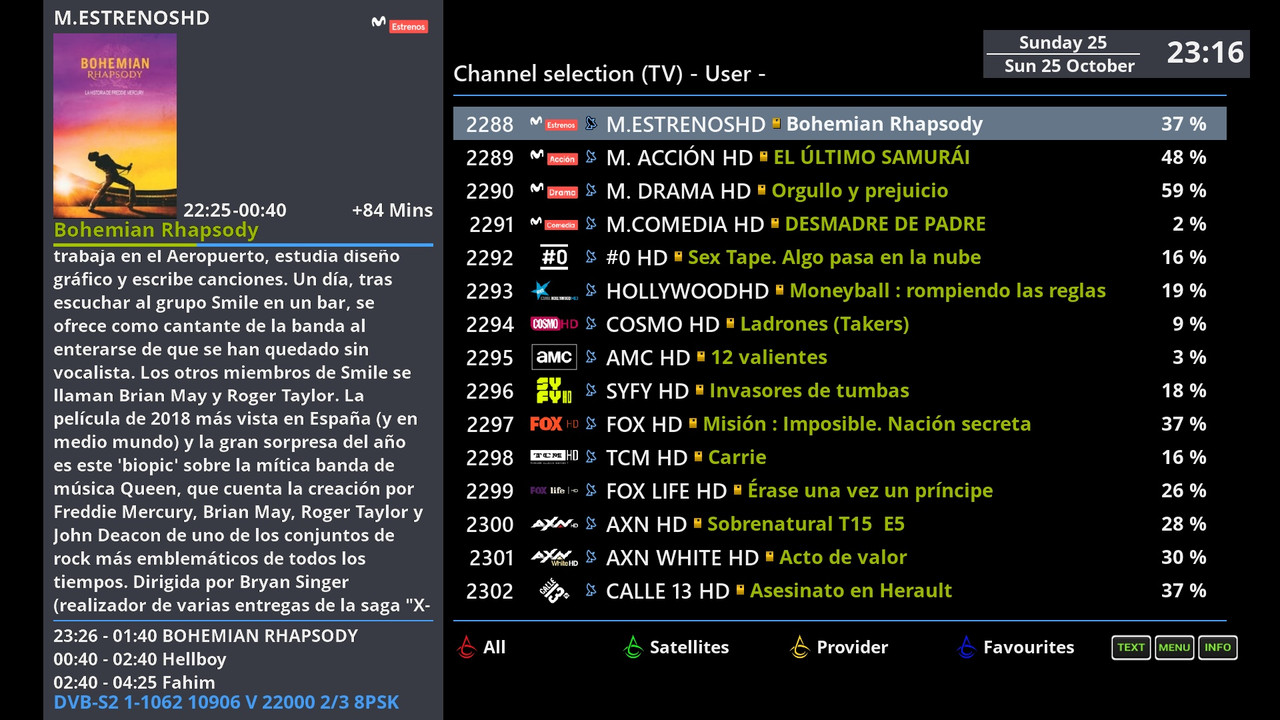 M.ESTRENOSHD
Estrenos
BOHEMIAN
RHAPSODY
LA HISTORIA DE FREDDIE MERCURY
22:25-00:40 +84 Mins
Bohemian Rhapsody
trabaja en el Aeropuerto, estudia diseño
gráfico y escribe canciones. Un día, tras
escuchar al grupo Smile en un bar, se
ofrece como cantante de la banda al
enterarse de que se han quedado sin
vocalista. Los otros miembros de Smile se
llaman Brian May y Roger Taylor. La
película de 2018 más vista en España (y en
medio mundo) y la gran sorpresa del año
es este 'biopic' sobre la mítica banda de
música Queen, que cuenta la creación por
Freddie Mercury, Brian May, Roger Taylor y
John Deacon de uno de los conjuntos de
rock más emblemáticos de todos los
tiempos. Dirigida por Bryan Singer
(realizador de varias entregas de la saga "X-
23:26 - 01:40 BOHEMIAN RHAPSODY
00:40 - 02:40 Hellboy
02:40 - 04:25 Fahim
DVB-S2 1-1062 10906 V 22000 2/3 8PSK
Sunday 25
Sun 25 October
23:16
Channel selection (TV) - User -
2288 Estrenos M.ESTRENOSHD Bohemian Rhapsody 37 %
2289 Acción M. ACCIÓN HD EL ÚLTIMO SAMURÁI 48 %
2290 Drama M. DRAMA HD Orgullo y prejuicio 59 %
2291 Comedia M.COMEDIA HD DESMADRE DE PADRE 2 %
2292 #0 #0 HD Sex Tape. Algo pasa en la nube 16 %
2293 HOLLYWOODHD Moneyball : rompiendo las reglas 19 %
2294 COSMO HD COSMO HD Ladrones (Takers) 9 %
2295 amc AMC HD 12 valientes 3 %
2296 SYFY HD SYFY HD Invasores de tumbas 18 %
2297 FOX HD FOX HD Misión : Imposible. Nación secreta 37 %
2298 TCM HD TCM HD Carrie 16 %
2299 FOX life HD FOX LIFE HD Érase una vez un príncipe 26 %
2300 AXN HD AXN HD Sobrenatural T15 E5 28 %
2301 AXN White HD AXN WHITE HD Acto de valor 30 %
2302 CALLE 13 CALLE 13 HD Asesinato en Herault 37 %
All Satellites Provider Favourites TEXT MENU INFO